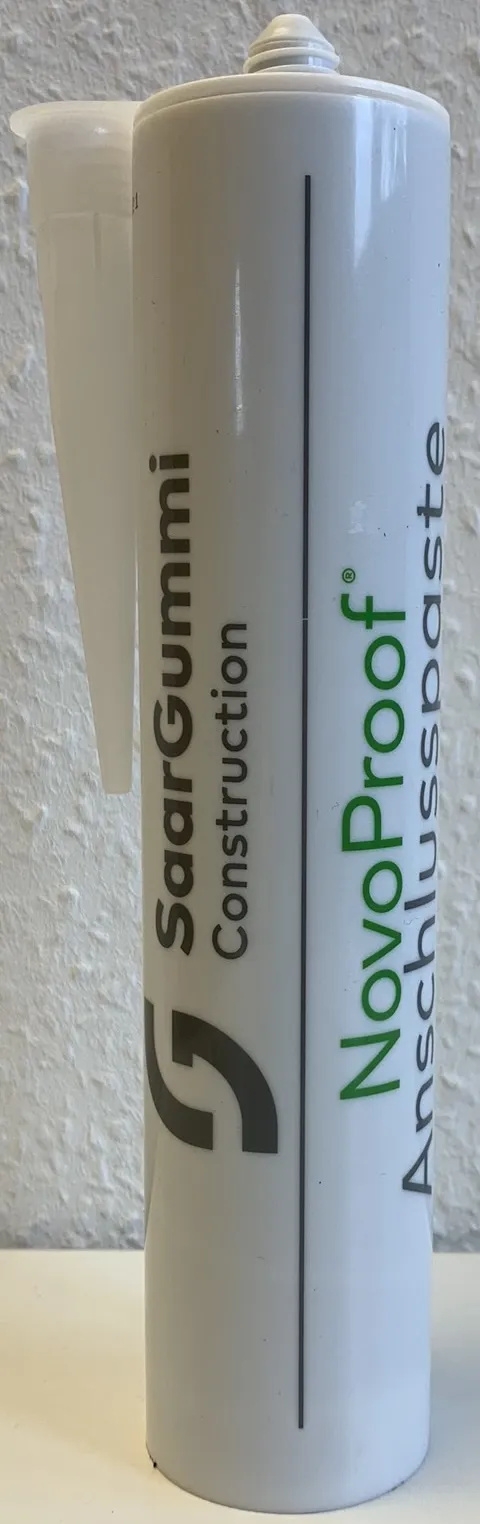 SaarGummi
Construction
NovoProof®
Anschlusspaste